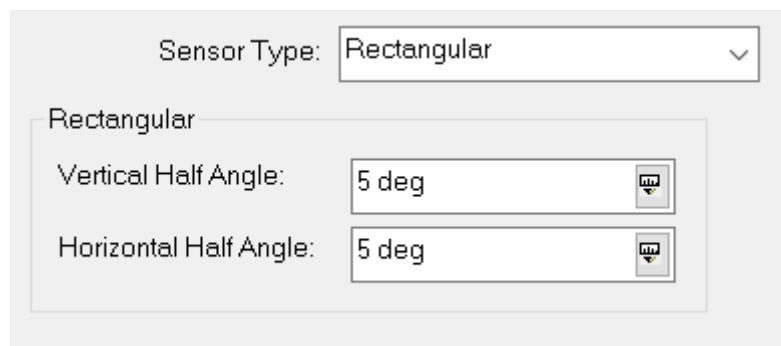 Sensor Type: Rectangular
Rectangular
Vertical Half Angle: 5 deg
Horizontal Half Angle: 5 deg